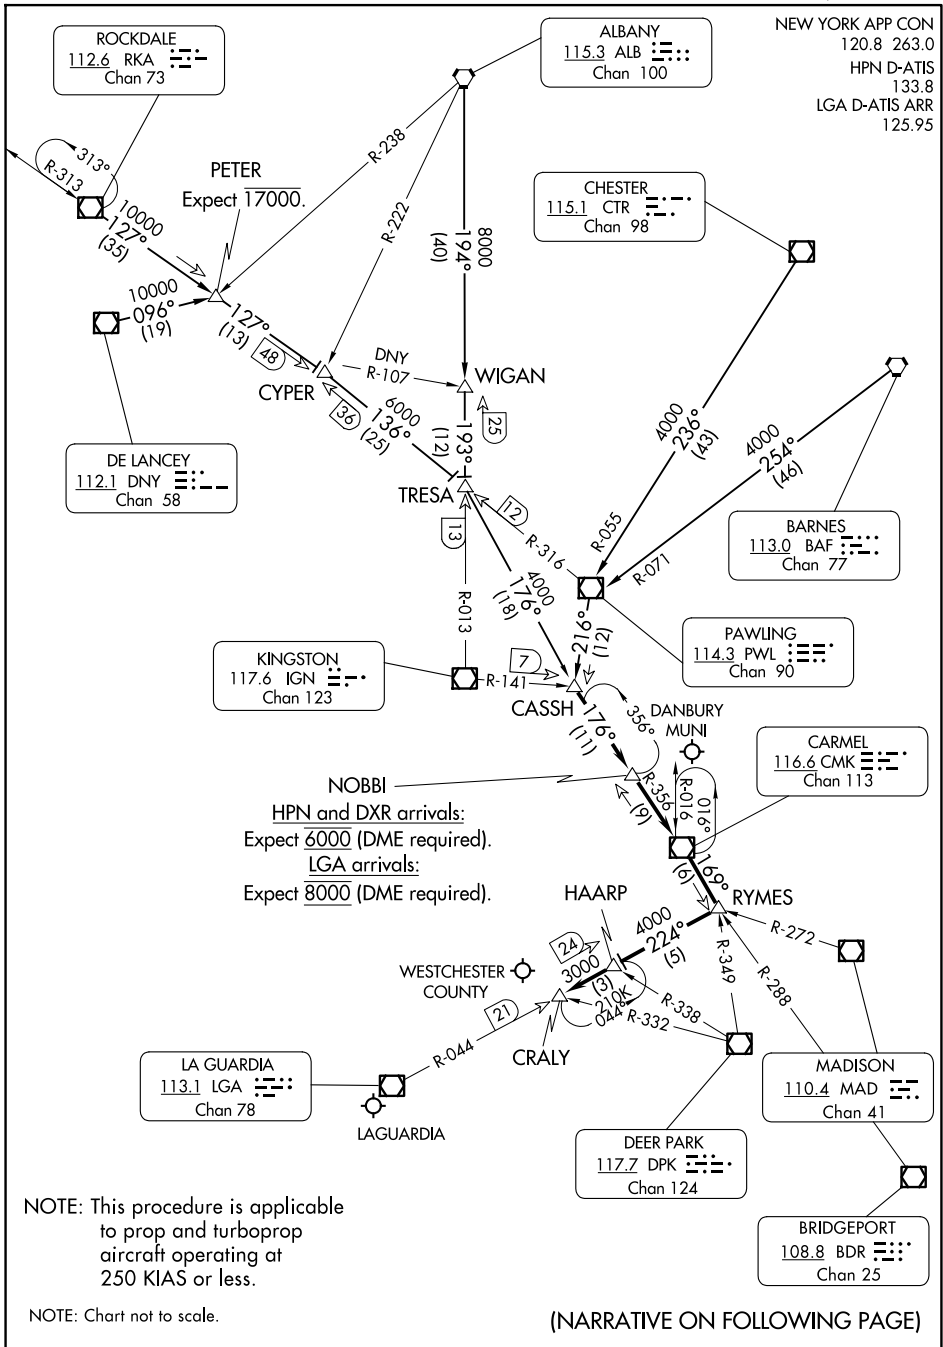 NEW YORK APP CON
120.8 263.0
HPN D-ATIS
133.8
LGA D-ATIS ARR
125.95
ROCKDALE
112.6 RKA
Chan 73
ALBANY
115.3 ALB
Chan 100
R-313
313°
PETER
Expect 17000.
R-238
R-222
8000
194°
(40)
CHESTER
115.1 CTR
Chan 98
10000
127°
(35)
10000
096°
(19)
127°
(13)
48
CYPER
DNY
R-107
WIGAN
36
6000
136°
(25)
25
193°
(12)
4000
236°
(43)
4000
254°
(46)
DE LANCEY
112.1 DNY
Chan 58
TRESA
12
13
R-316
R-055
R-071
BARNES
113.0 BAF
Chan 77
4000
176°
(18)
R-013
216°
(12)
PAWLING
114.3 PWL
Chan 90
KINGSTON
117.6 IGN
Chan 123
7
R-141
CASSH
176°
(11)
356°
DANBURY
MUNI
CARMEL
116.6 CMK
Chan 113
NOBBI
HPN and DXR arrivals:
Expect 6000 (DME required).
LGA arrivals:
Expect 8000 (DME required).
R-356
(9)
R-016
016°
169°
(6)
RYMES
HAARP
4000
224°
(5)
R-272
R-349
R-288
24
3000
(3)
210K
044°
R-338
R-332
WESTCHESTER
COUNTY
21
R-044
CRALY
LA GUARDIA
113.1 LGA
Chan 78
LAGUARDIA
MADISON
110.4 MAD
Chan 41
DEER PARK
117.7 DPK
Chan 124
BRIDGEPORT
108.8 BDR
Chan 25
NOTE: This procedure is applicable
to prop and turboprop
aircraft operating at
250 KIAS or less.
NOTE: Chart not to scale.
(NARRATIVE ON FOLLOWING PAGE)